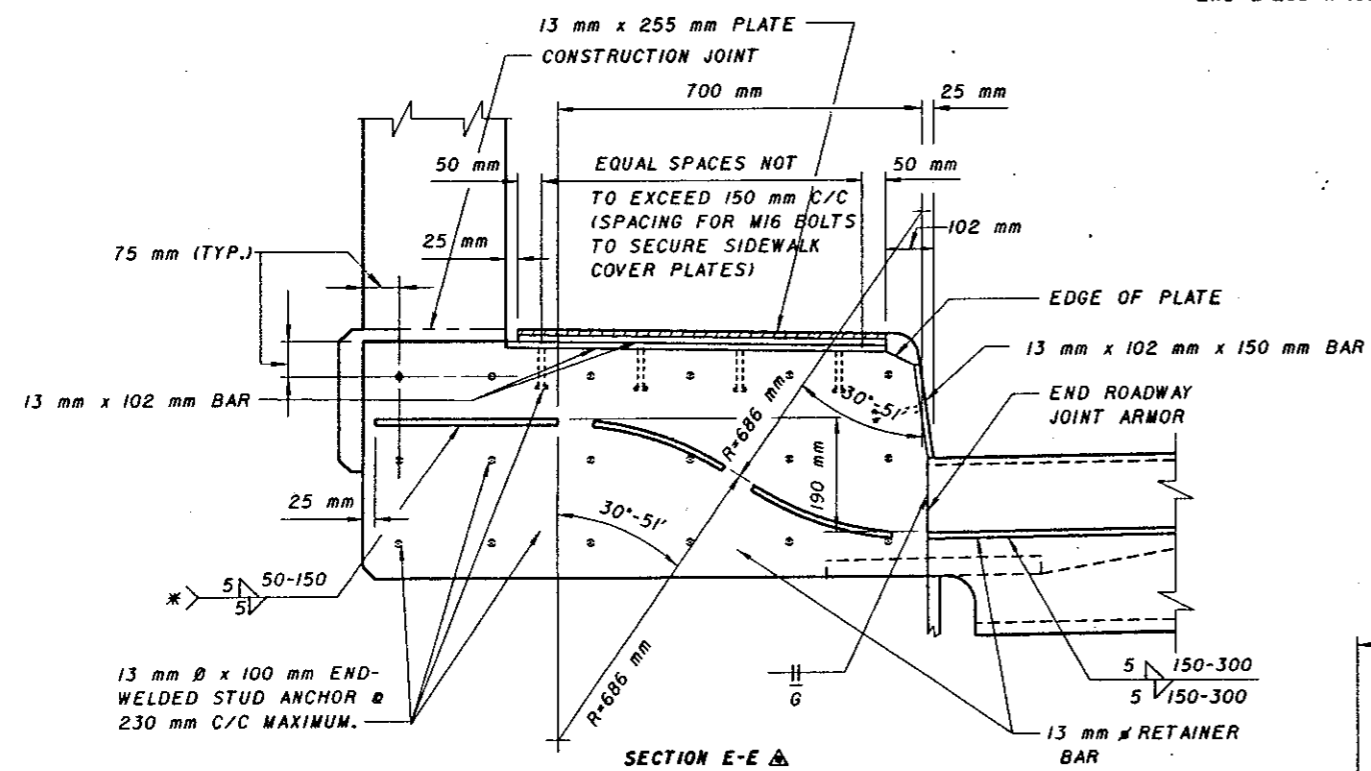 13 mm x 255 mm PLATE
CONSTRUCTION JOINT
700 mm
25 mm
50 mm
EQUAL SPACES NOT
TO EXCEED 150 mm C/C
(SPACING FOR M16 BOLTS
TO SECURE SIDEWALK
COVER PLATES)
50 mm
102 mm
25 mm
75 mm (TYP.)
EDGE OF PLATE
13 mm x 102 mm x 150 mm BAR
END ROADWAY
JOINT ARMOR
13 mm x 102 mm BAR
R=686 mm
30°-51'
190 mm
25 mm
30°-51'
* 5 50-150
5
13 mm Ø x 100 mm END-
WELDED STUD ANCHOR @
230 mm C/C MAXIMUM.
R=686 mm
G
5 150-300
5 150-300
13 mm RETAINER
BAR
SECTION E-E